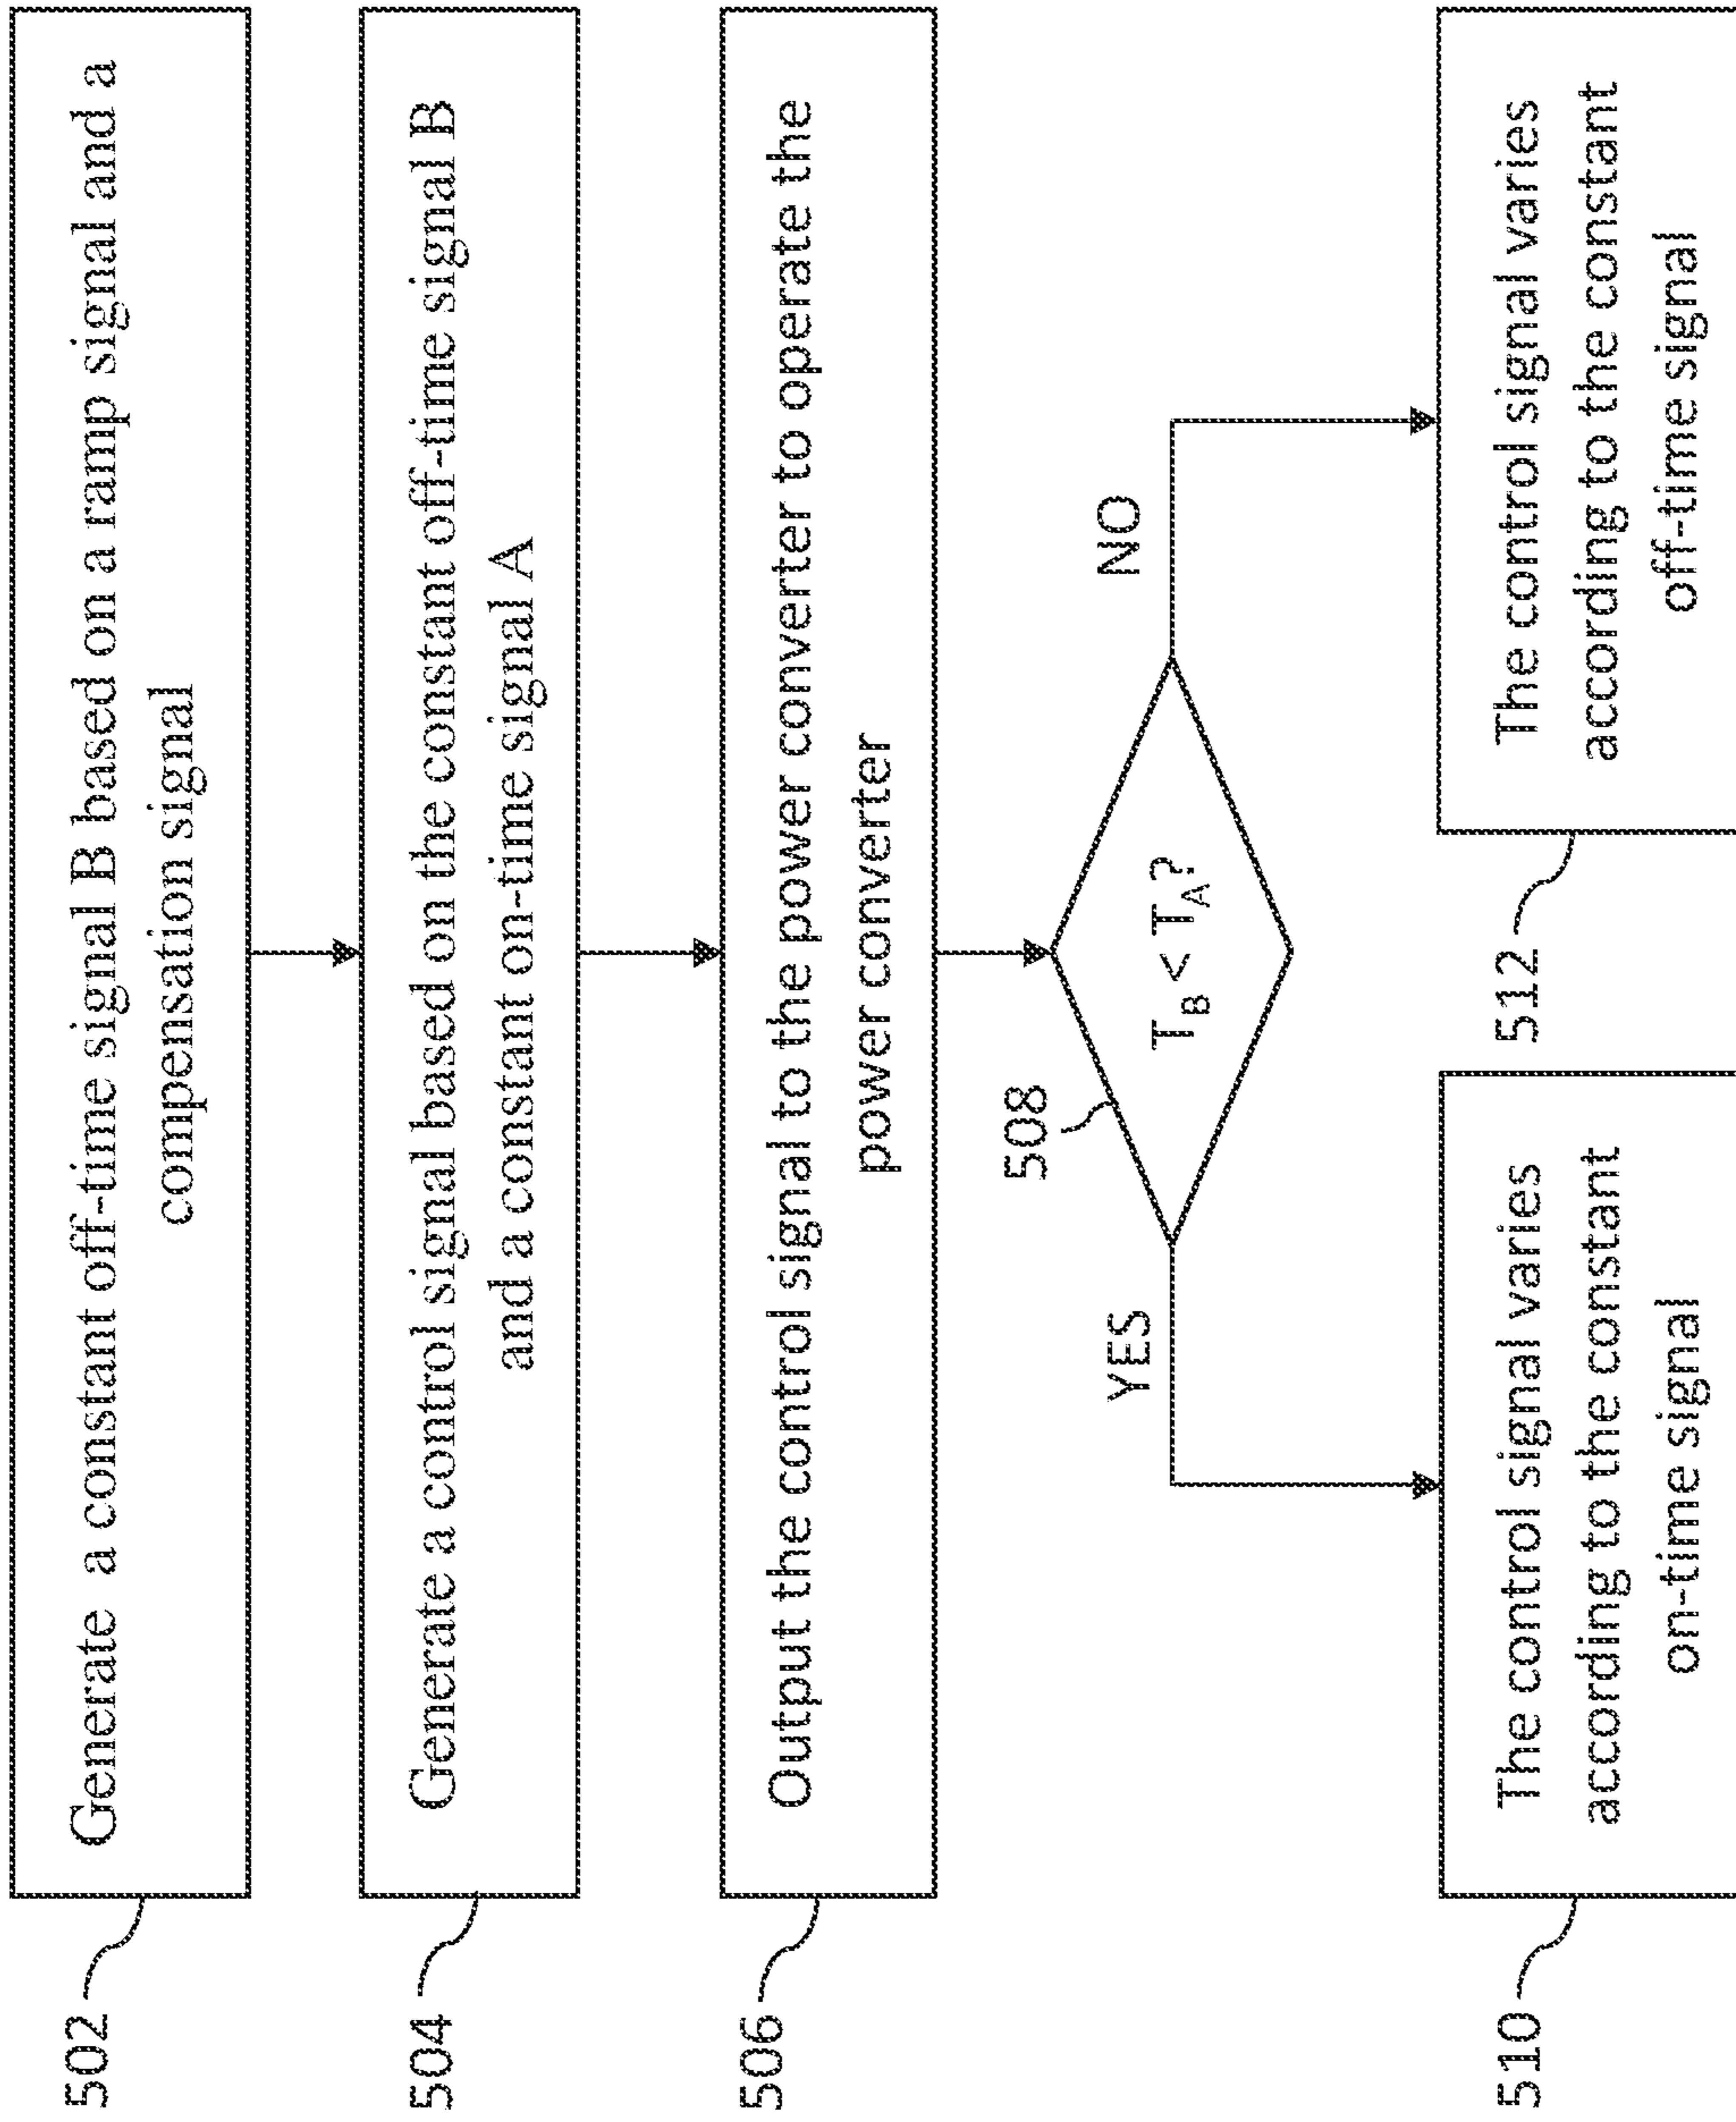 502
Generate a constant off-time signal B based on a ramp signal and a
compensation signal
504
Generate a control signal based on the constant off-time signal B
and a constant on-time signal A
506
Output the control signal to the power converter to operate the
power converter
508
T_B < T_A?
YES
NO
510
The control signal varies
according to the constant
on-time signal
512
The control signal varies
according to the constant
off-time signal